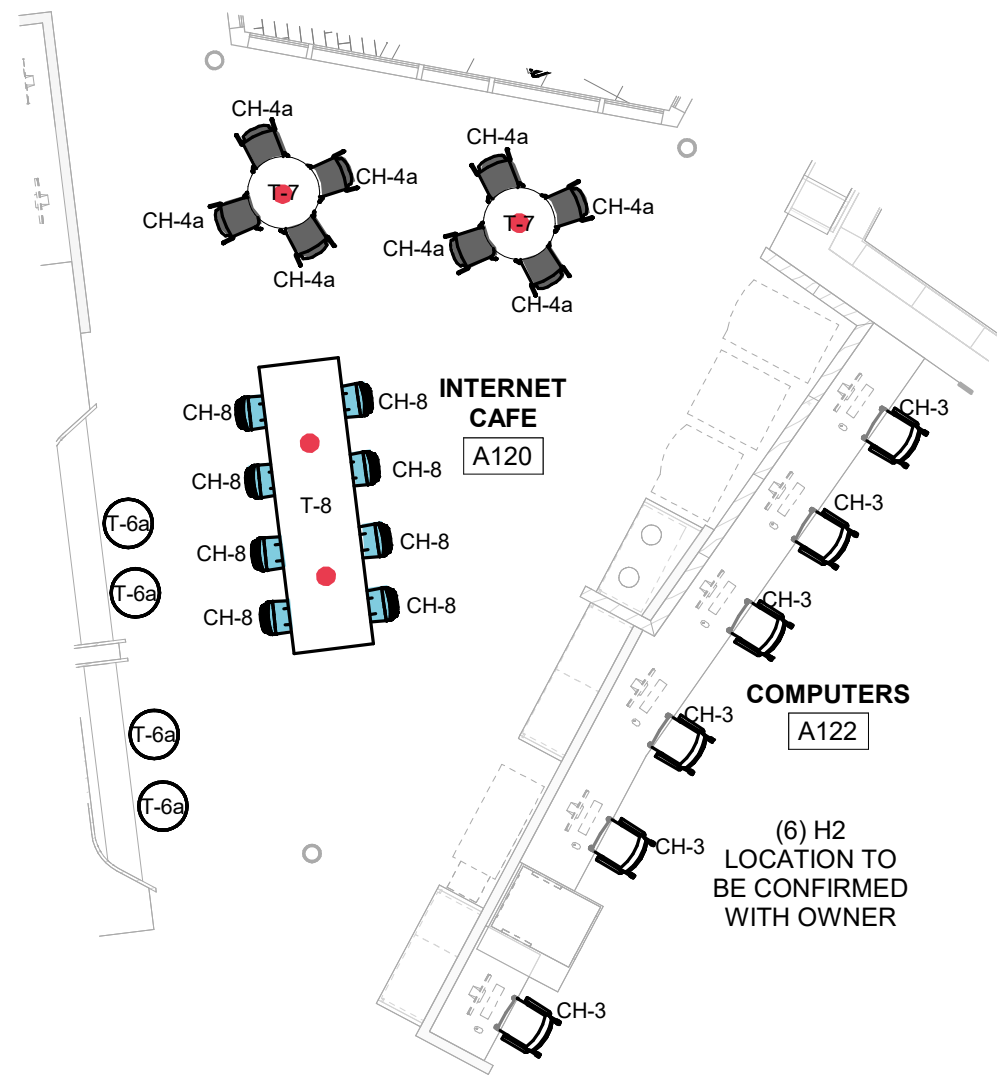 CH-4a
CH-4a
CH-4a
CH-4a
T-7
CH-4a
CH-4a
CH-4a
CH-4a
T-7
INTERNET
CAFE
A120
CH-8
CH-8
CH-8
CH-8
CH-8
CH-8
CH-8
CH-8
T-8
T-6a
T-6a
T-6a
T-6a
CH-3
CH-3
CH-3
CH-3
CH-3
CH-3
COMPUTERS
A122
(6) H2
LOCATION TO
BE CONFIRMED
WITH OWNER